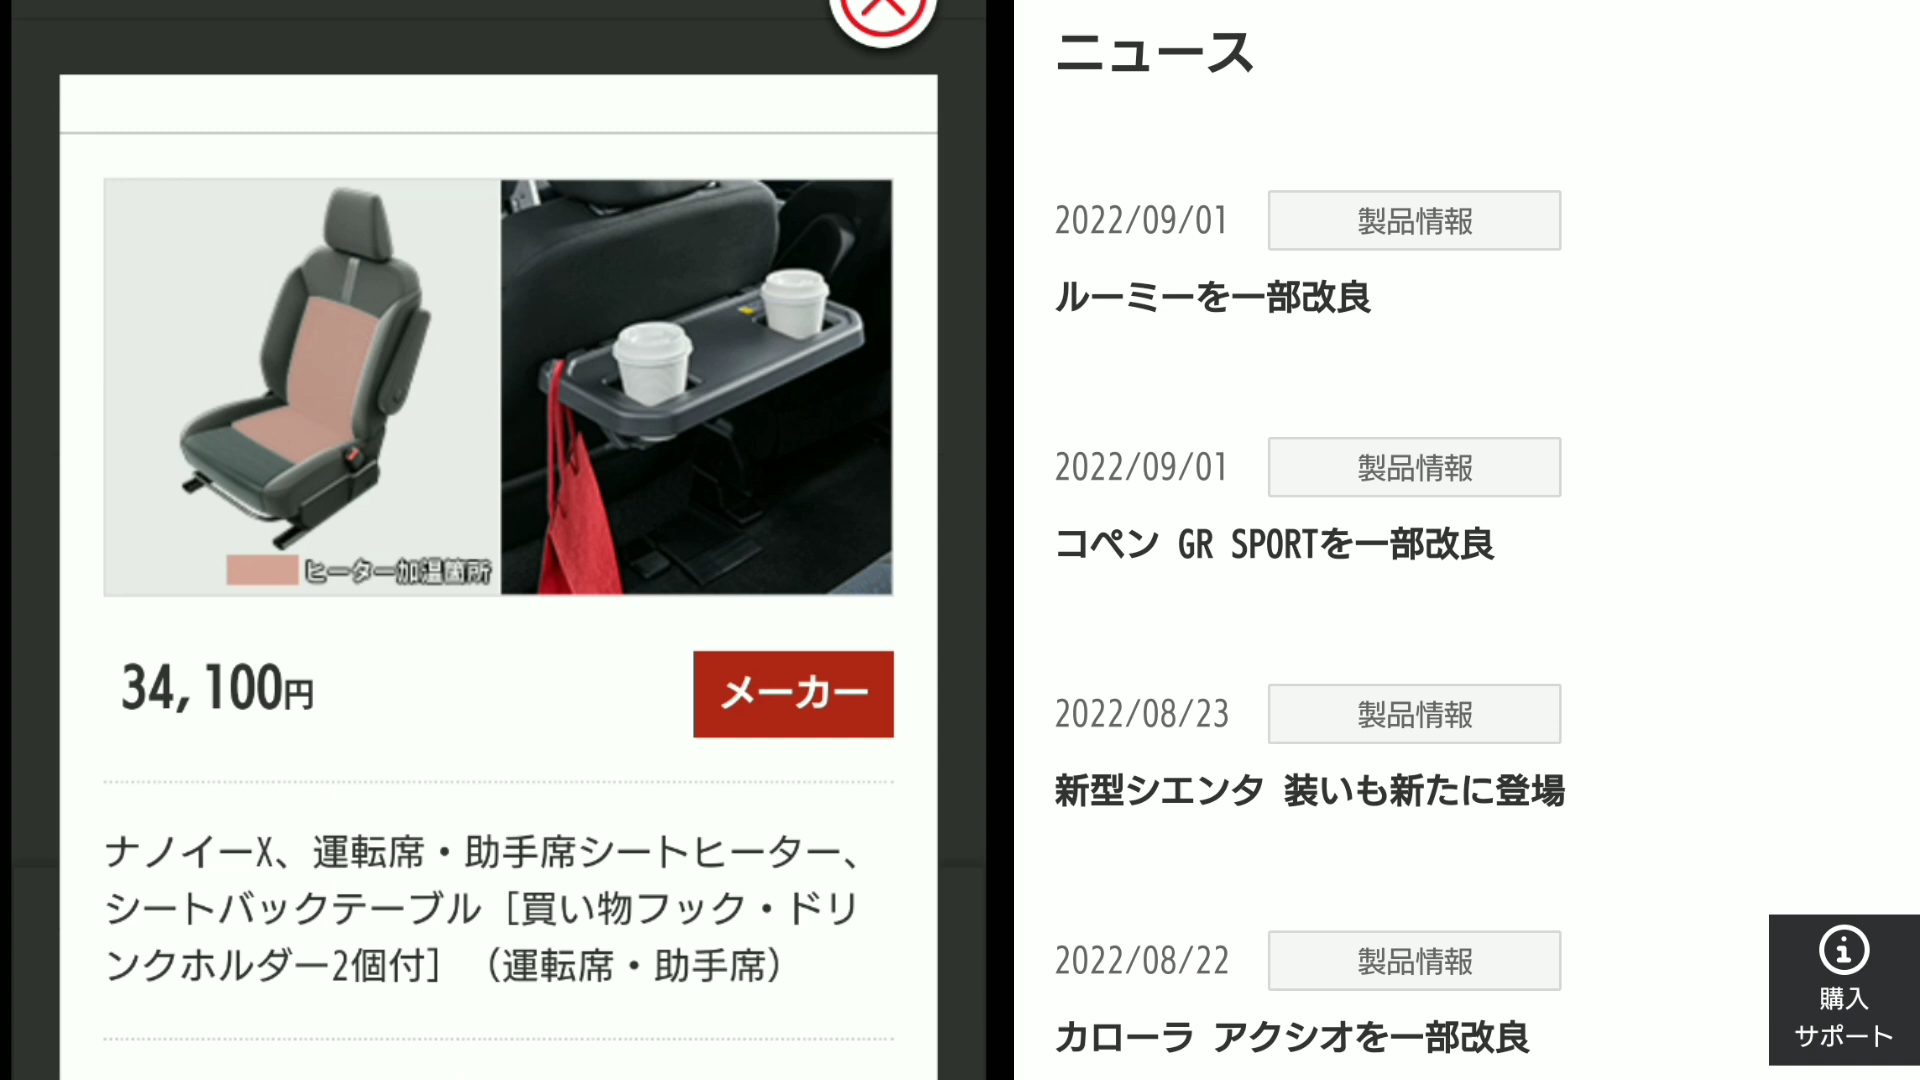 ヒーター加温箇所
34,100円
メーカー
ナノイーX、運転席・助手席シートヒーター、
シートバックテーブル［買い物フック・ドリ
ンクホルダー2個付］（運転席・助手席）
ニュース
2022/09/01
製品情報
ルーミーを一部改良
2022/09/01
製品情報
コペン GR SPORTを一部改良
2022/08/23
製品情報
新型シエンタ 装いも新たに登場
2022/08/22
製品情報
カローラ アクシオを一部改良
購入
サポート